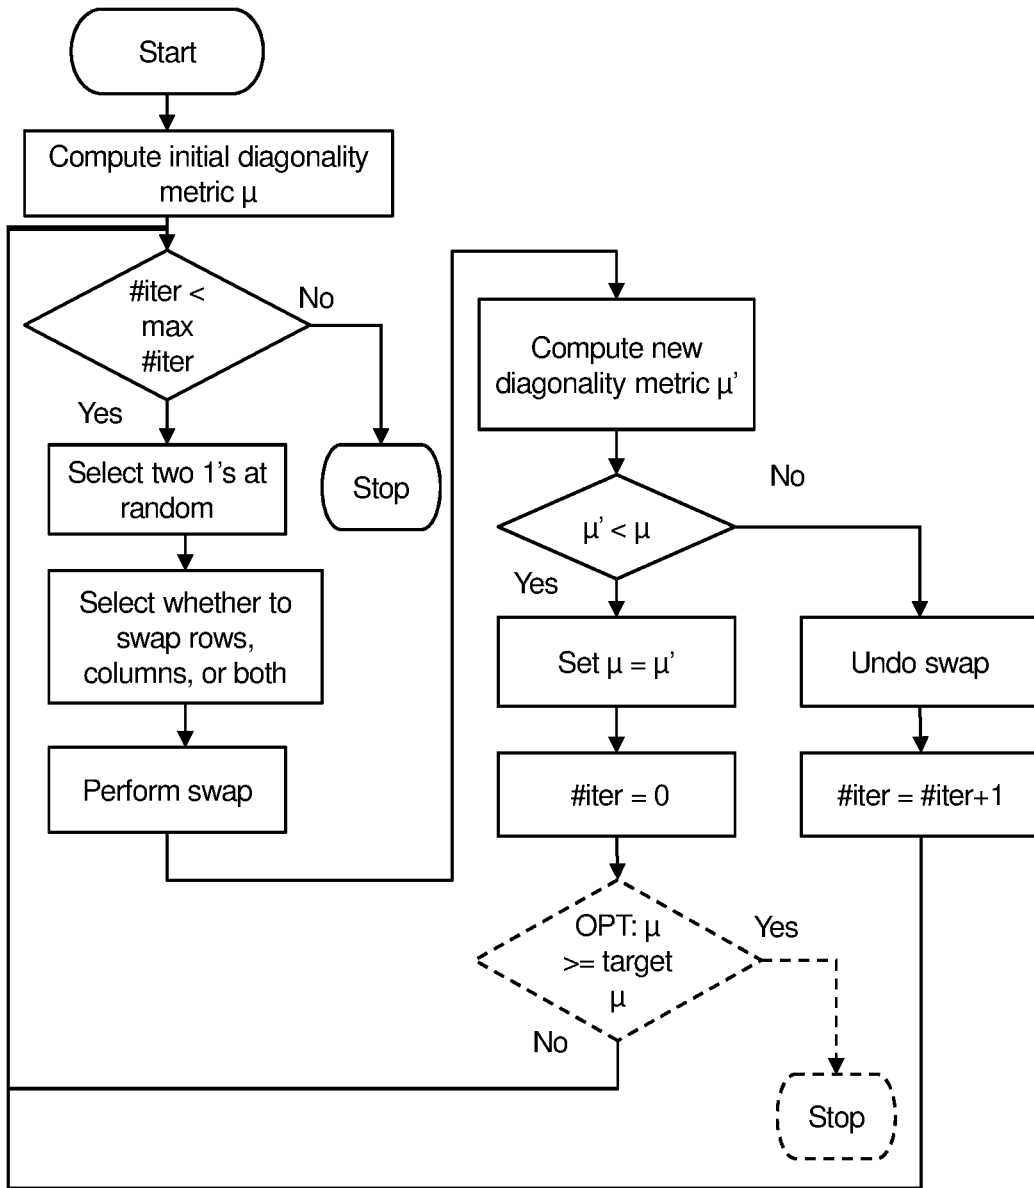 Start
Compute initial diagonality
metric μ
#iter <
max
#iter
No
Yes
Select two 1's at
random
Stop
Select whether to
swap rows,
columns, or both
Perform swap
Compute new
diagonality metric μ'
μ' < μ
No
Yes
Set μ = μ'
Undo swap
#iter = 0
#iter = #iter+1
OPT: μ
>= target
μ
Yes
No
Stop